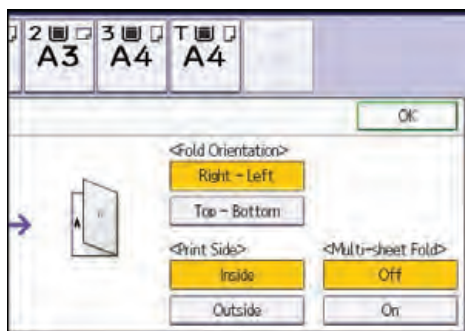 2 3 T
A3 A4 A4
OK
<Fold Orientation>
Right - Left
Top - Bottom
<Print Side> <Multi-sheet Fold>
Inside Off
Outside On